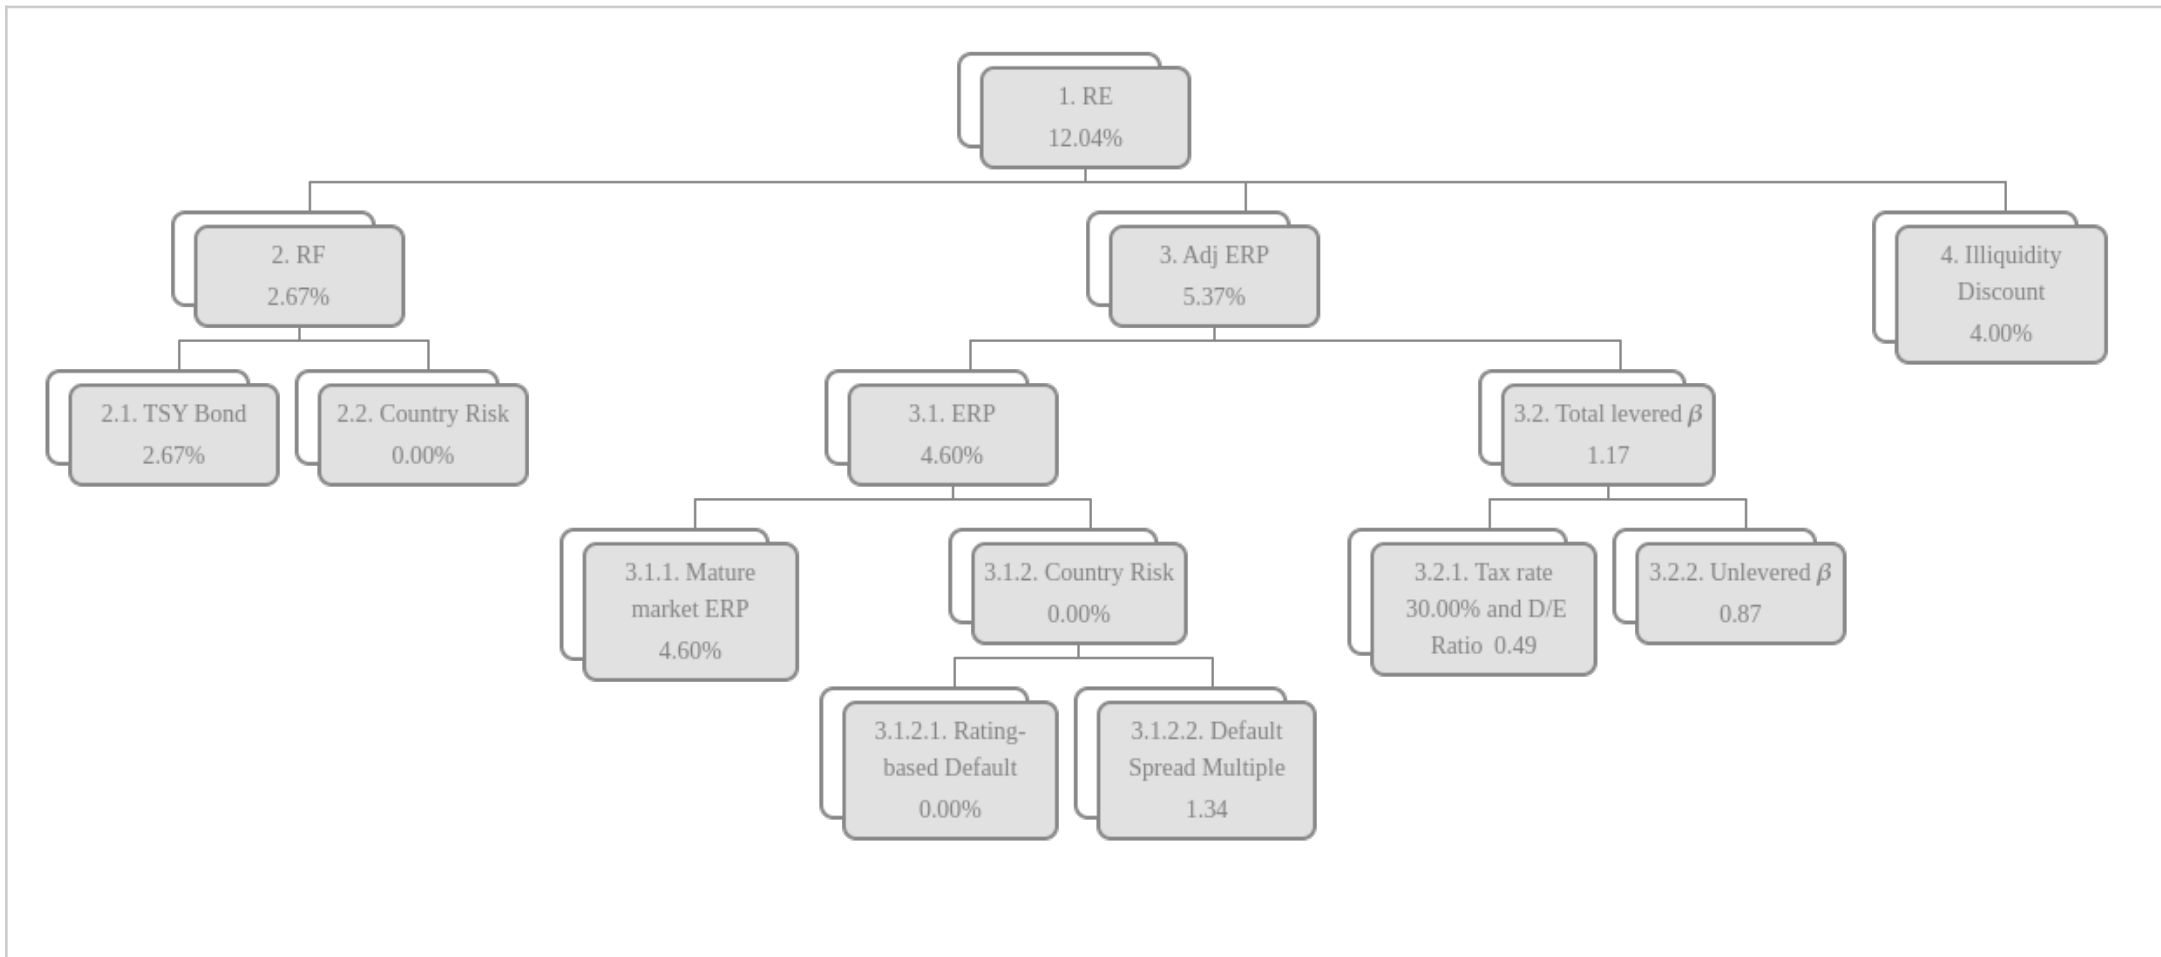 1. RE
12.04%
2. RF
2.67%
3. Adj ERP
5.37%
4. Illiquidity
Discount
4.00%
2.1. TSY Bond
2.67%
2.2. Country Risk
0.00%
3.1. ERP
4.60%
3.2. Total levered β
1.17
3.1.1. Mature
market ERP
4.60%
3.1.2. Country Risk
0.00%
3.2.1. Tax rate
30.00% and D/E
Ratio 0.49
3.2.2. Unlevered β
0.87
3.1.2.1. Rating-
based Default
0.00%
3.1.2.2. Default
Spread Multiple
1.34